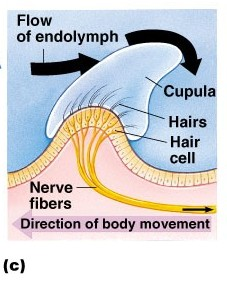 Flow
of endolymph
Cupula
Hairs
Hair
cell
Nerve
fibers
Direction of body movement
(c)